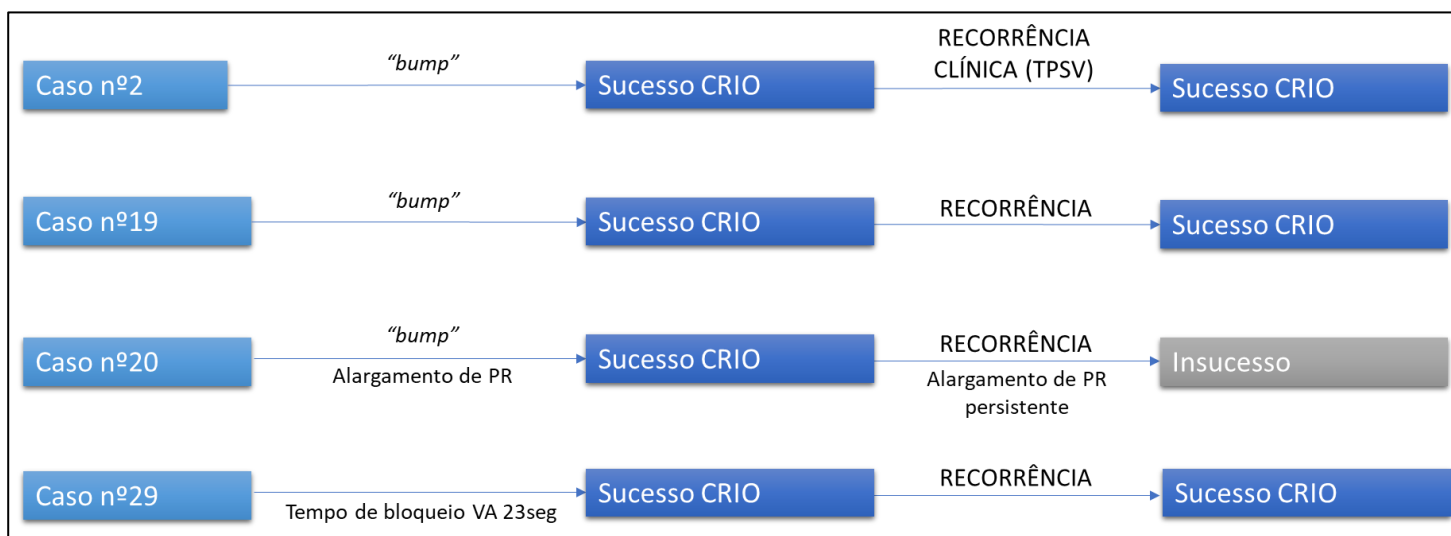 Caso nº2
“bump”
Sucesso CRIO
RECORRÊNCIA
CLÍNICA (TPSV)
Sucesso CRIO
Caso nº19
“bump”
Sucesso CRIO
RECORRÊNCIA
Sucesso CRIO
Caso nº20
“bump”
Alargamento de PR
Sucesso CRIO
RECORRÊNCIA
Alargamento de PR
persistente
Insucesso
Caso nº29
Tempo de bloqueio VA 23seg
Sucesso CRIO
RECORRÊNCIA
Sucesso CRIO